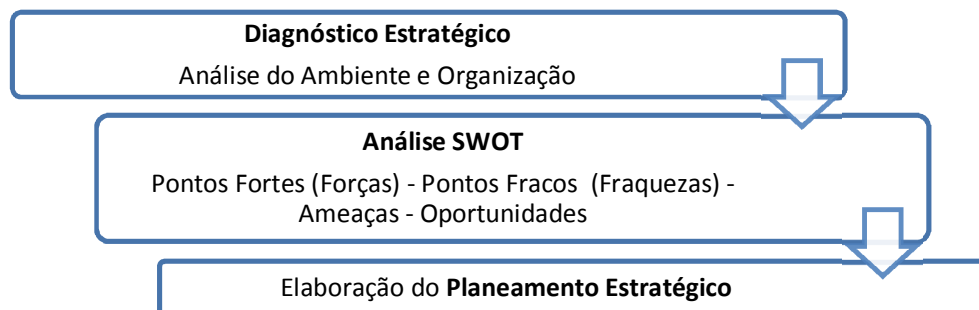 Diagnóstico Estratégico
Análise do Ambiente e Organização
Análise SWOT
Pontos Fortes (Forças) - Pontos Fracos (Fraquezas) -
Ameaças - Oportunidades
Elaboração do Planeamento Estratégico